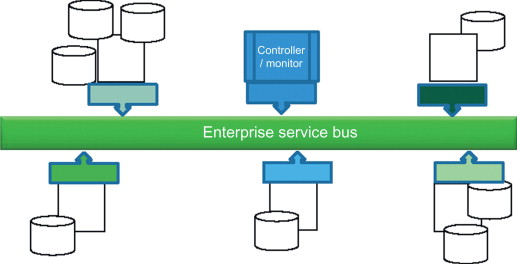 Controller
/ monitor
Enterprise service bus